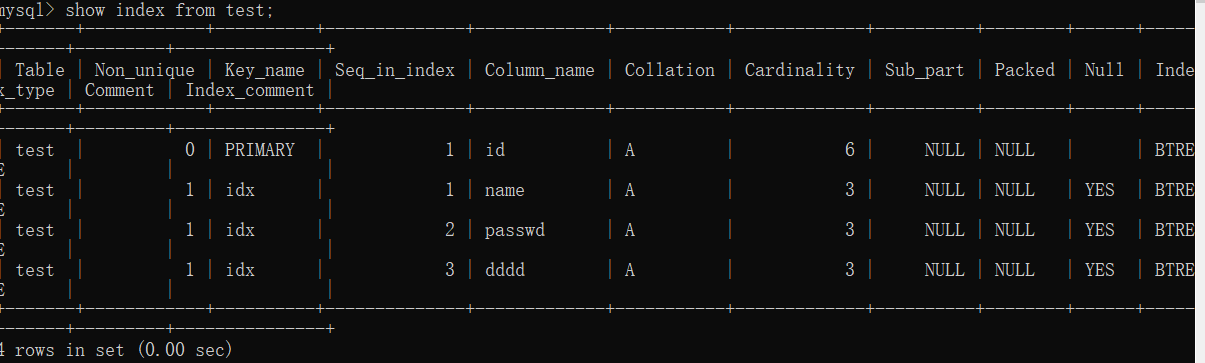 mysql> show index from test;
+-------+------------+----------+--------------+-------------+-----------+-------------+----------+--------+------+-----
-------+---------+---------------+
| Table | Non_unique | Key_name | Seq_in_index | Column_name | Collation | Cardinality | Sub_part | Packed | Null | Inde
x_type | Comment | Index_comment |
+-------+------------+----------+--------------+-------------+-----------+-------------+----------+--------+------+-----
-------+---------+---------------+
| test  |          0 | PRIMARY  |            1 | id          | A         |           6 |     NULL | NULL   |      | BTRE
E      |         |               |
| test  |          1 | idx      |            1 | name        | A         |           3 |     NULL | NULL   | YES  | BTRE
E      |         |               |
| test  |          1 | idx      |            2 | passwd      | A         |           3 |     NULL | NULL   | YES  | BTRE
E      |         |               |
| test  |          1 | idx      |            3 | dddd        | A         |           3 |     NULL | NULL   | YES  | BTRE
E      |         |               |
+-------+------------+----------+--------------+-------------+-----------+-------------+----------+--------+------+-----
-------+---------+---------------+
4 rows in set (0.00 sec)